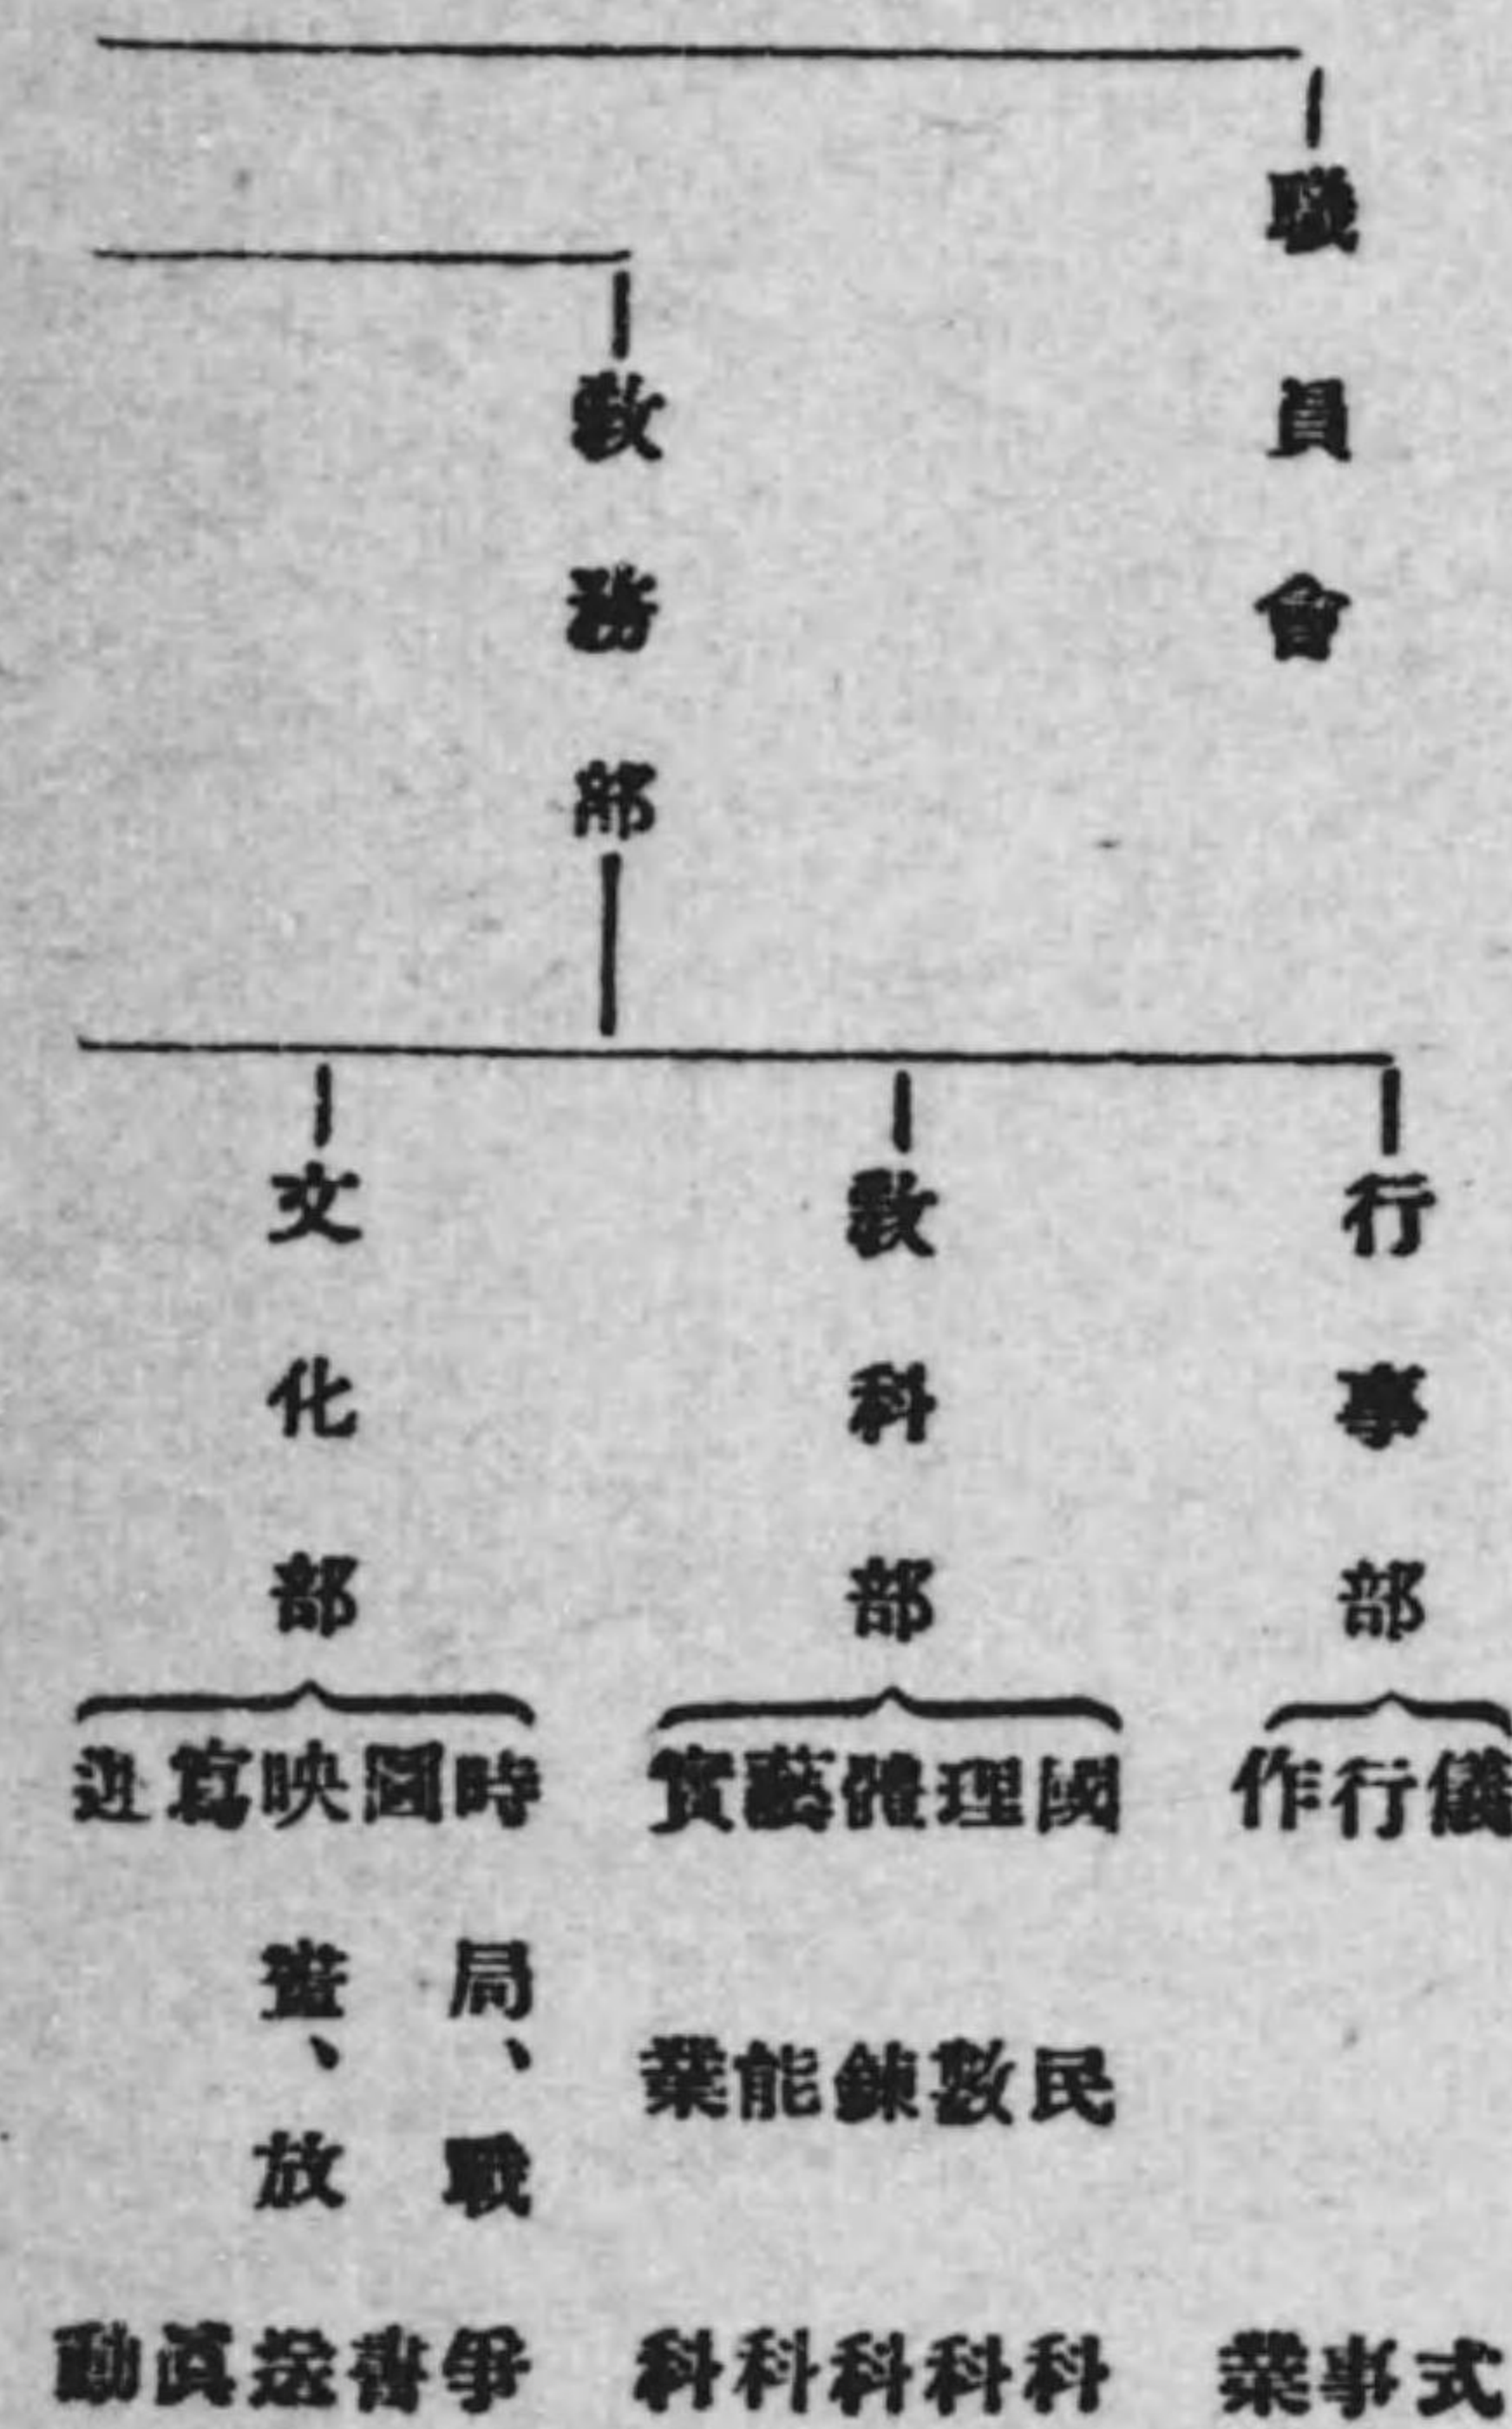 職員會
教務部
行事部
儀式
行事
作業
教科部
國民科
理數科
體鍊科
藝能科
實業科
文化部
時局、戰爭
圖書
映畫、放送
寫眞
運動